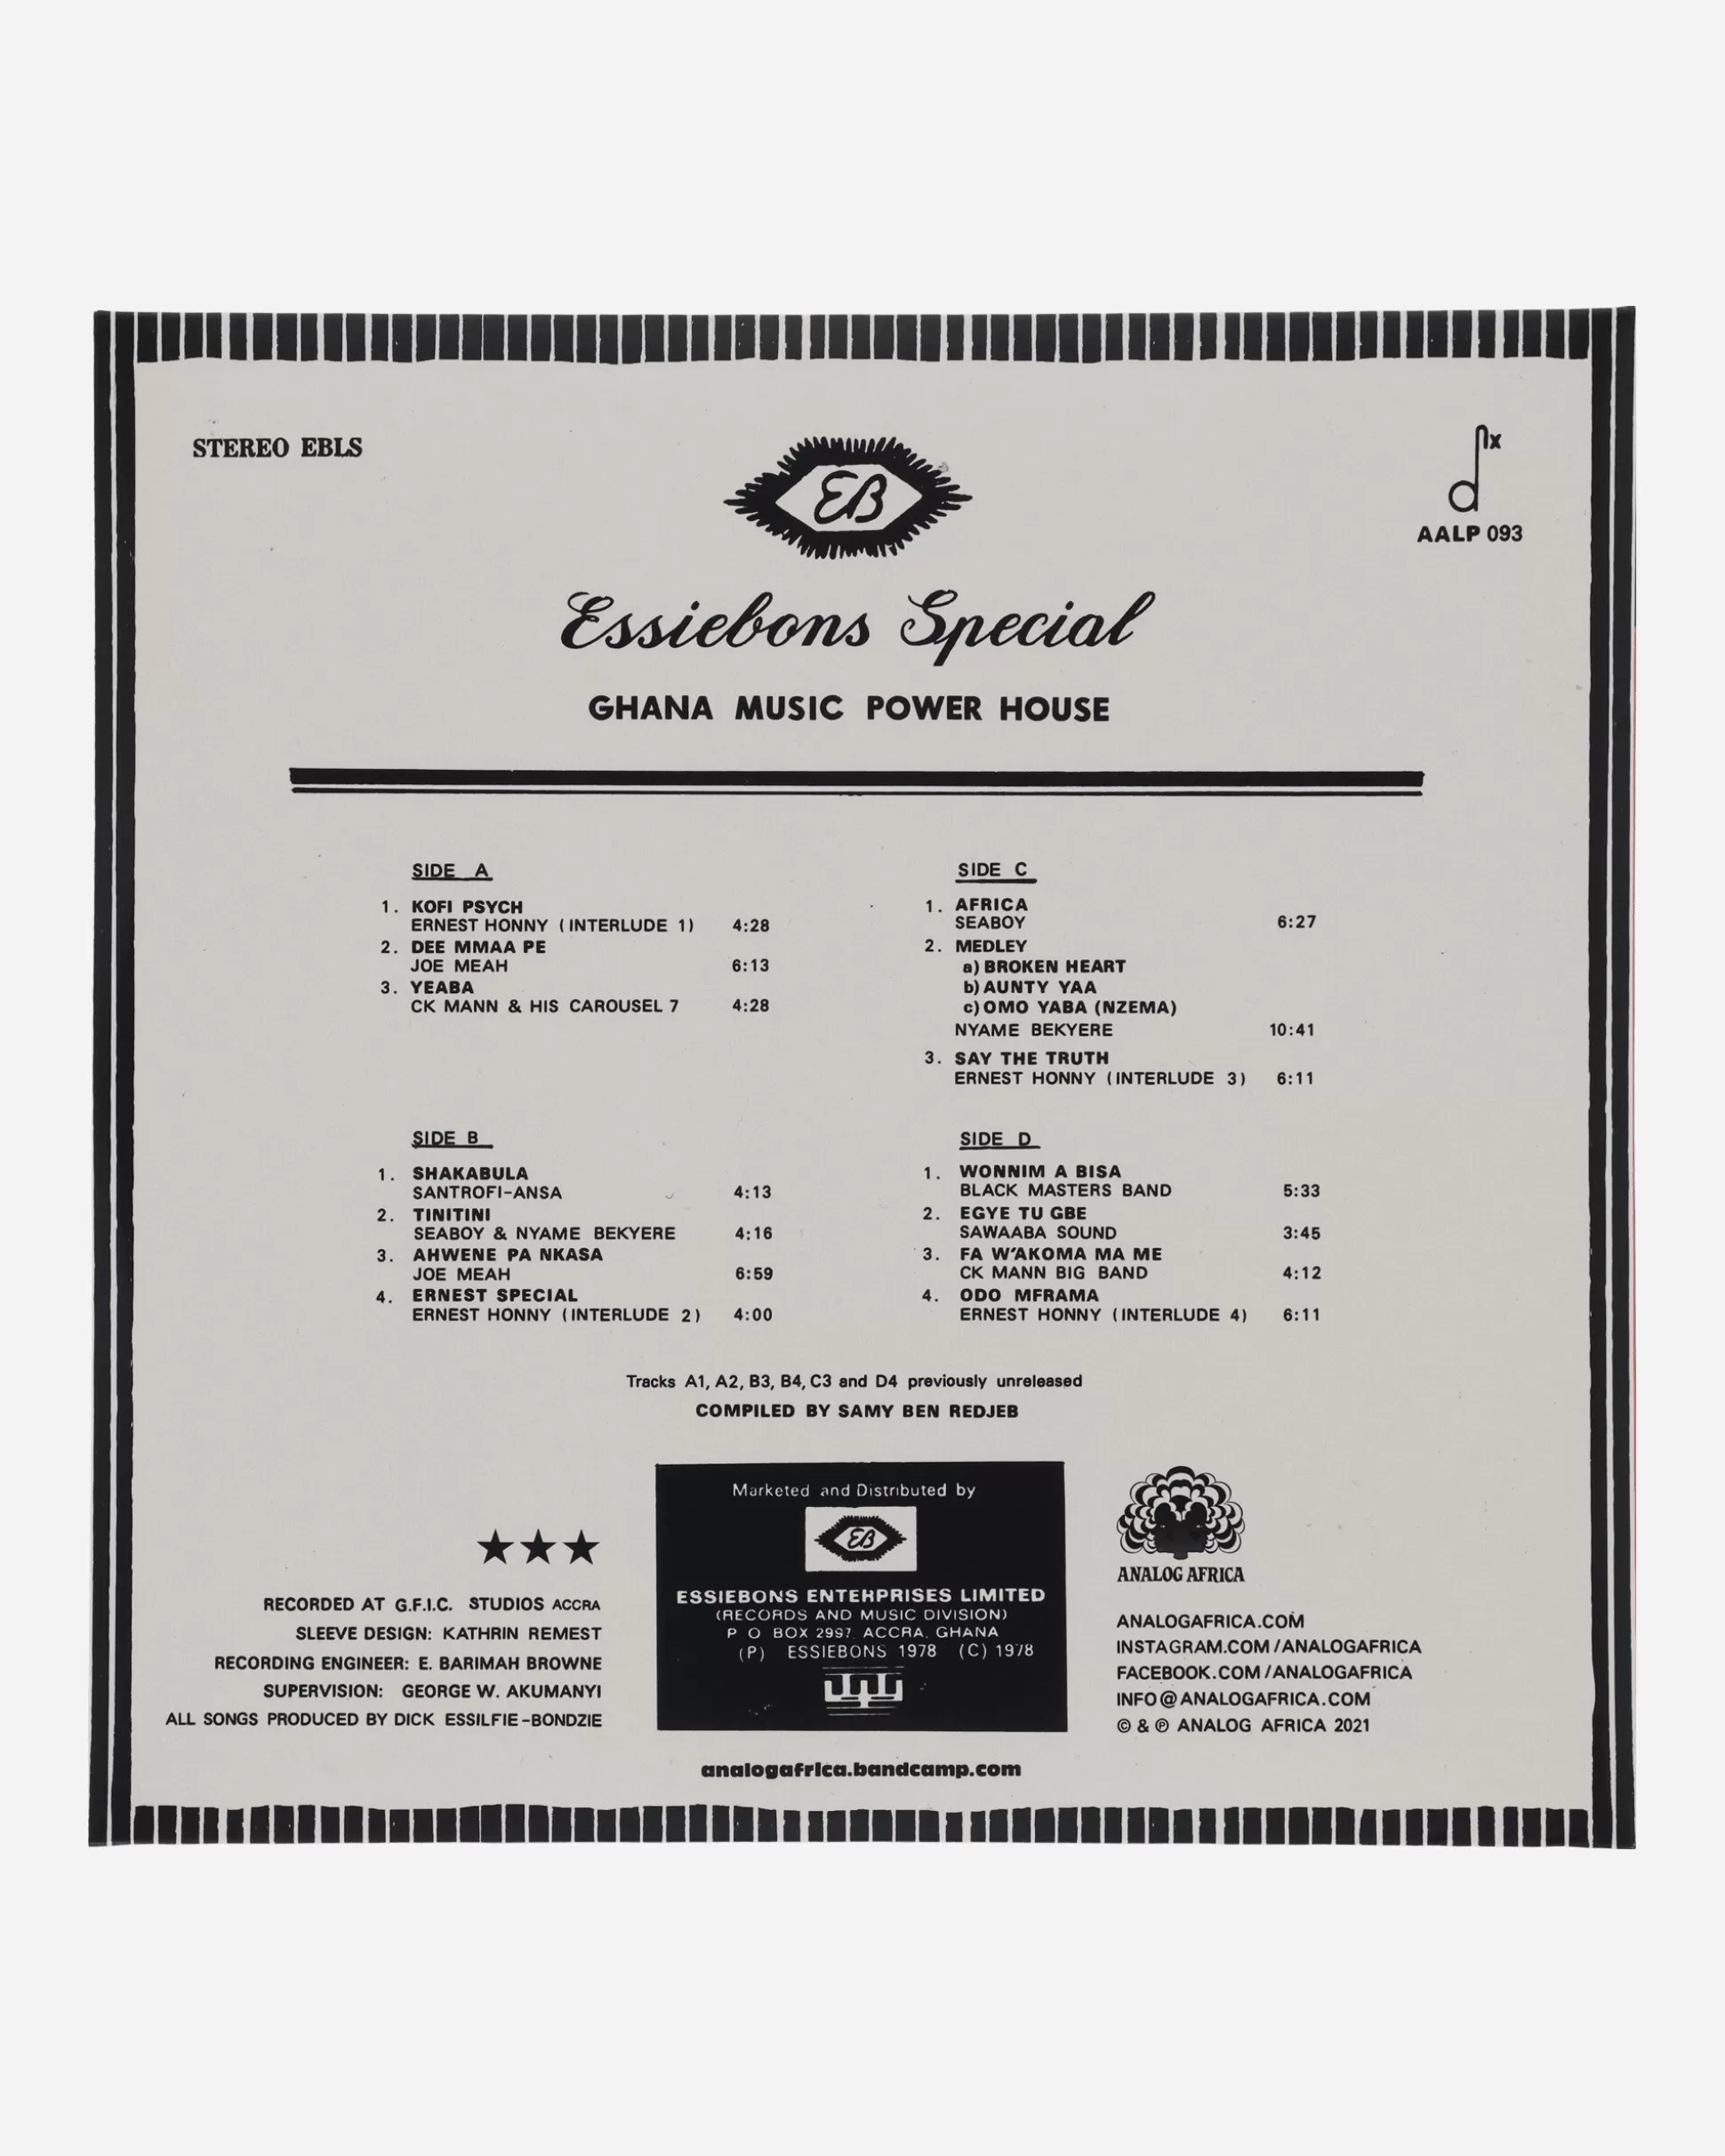 STEREO EBLS
EB
x
AALP 093
Essiebons Special
GHANA MUSIC POWER HOUSE
SIDE A
1. KOFI PSYCH
ERNEST HONNY (INTERLUDE 1) 4:28
2. DEE MMAA PE
JOE MEAH 6:13
3. YEABA
CK MANN & HIS CAROUSEL 7 4:28
SIDE B
1. SHAKABULA
SANTROFI-ANSA 4:13
2. TINITINI
SEABOY & NYAME BEKYERE 4:16
3. AHWENE PA NKASA
JOE MEAH 6:59
4. ERNEST SPECIAL
ERNEST HONNY (INTERLUDE 2) 4:00
SIDE C
1. AFRICA
SEABOY 6:27
2. MEDLEY
a) BROKEN HEART
b) AUNTY YAA
c) OMO YABA (NZEMA)
NYAME BEKYERE 10:41
3. SAY THE TRUTH
ERNEST HONNY (INTERLUDE 3) 6:11
SIDE D
1. WONNIM A BISA
BLACK MASTERS BAND 5:33
2. EGYE TU GBE
SAWAABA SOUND 3:45
3. FA W'AKOMA MA ME
CK MANN BIG BAND 4:12
4. ODO MFRAMA
ERNEST HONNY (INTERLUDE 4) 6:11
Tracks A1, A2, B3, B4, C3 and D4 previously unreleased
COMPILED BY SAMY BEN REDJEB
RECORDED AT G.F.I.C. STUDIOS ACCRA
SLEEVE DESIGN: KATHRIN REMEST
RECORDING ENGINEER: E. BARIMAH BROWNE
SUPERVISION: GEORGE W. AKUMANYI
ALL SONGS PRODUCED BY DICK ESSILFIE-BONDZIE
Marketed and Distributed by
EB
ESSIEBONS ENTERPRISES LIMITED
(RECORDS AND MUSIC DIVISION)
P O BOX ACCRA, GHANA
(P) ESSIEBONS 1978 (C) 1978
ANALOG AFRICA
ANALOGAFRICA.COM
INSTAGRAM.COM/ANALOGAFRICA
FACEBOOK.COM/ANALOGAFRICA
INFO@ANALOGAFRICA.COM
© & ℗ ANALOG AFRICA 2021
analogafrica.bandcamp.com